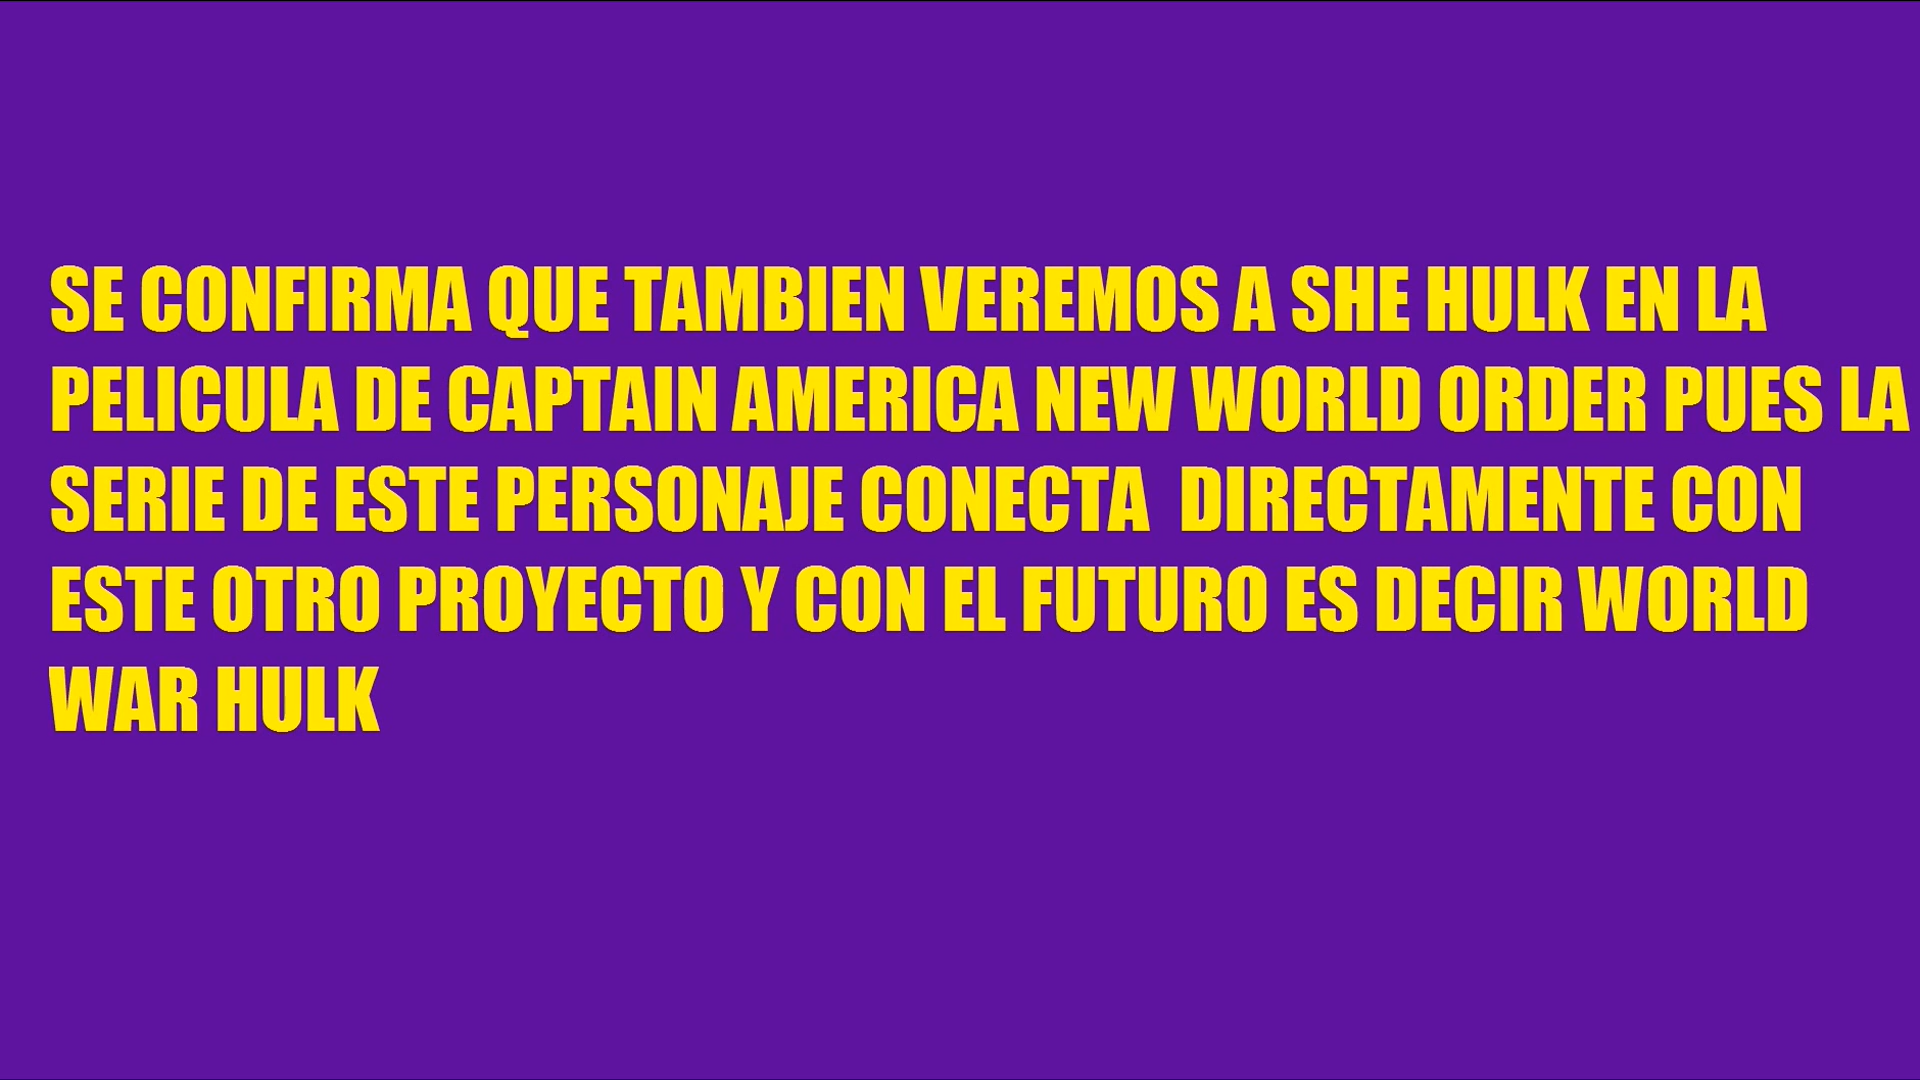 SE CONFIRMA QUE TAMBIEN VEREMOS A SHE HULK EN LA
PELICULA DE CAPTAIN AMERICA NEW WORLD ORDER PUES LA
SERIE DE ESTE PERSONAJE CONECTA  DIRECTAMENTE CON
ESTE OTRO PROYECTO Y CON EL FUTURO ES DECIR WORLD
WAR HULK